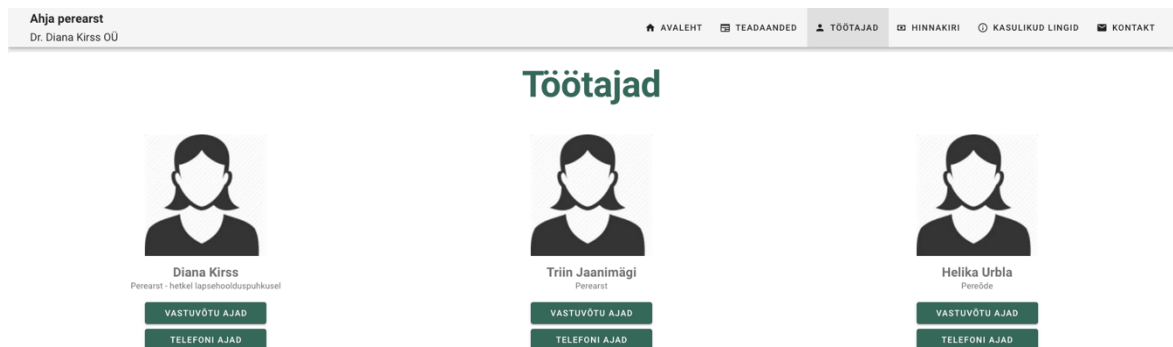 Ahja perearst
Dr. Diana Kirss OÜ
AVALEHT TEADAANDED TÖÖTAJAD HINNAKIRI KASULIKUD LINGID KONTAKT
Töötajad
Diana Kirss
Perearst - hetkel lapsehoolduspuhkusel
VASTUVÕTU AJAD
TELEFONI AJAD
Triin Jaanimägi
Perearst
VASTUVÕTU AJAD
TELEFONI AJAD
Helika Urbla
Pereõde
VASTUVÕTU AJAD
TELEFONI AJAD